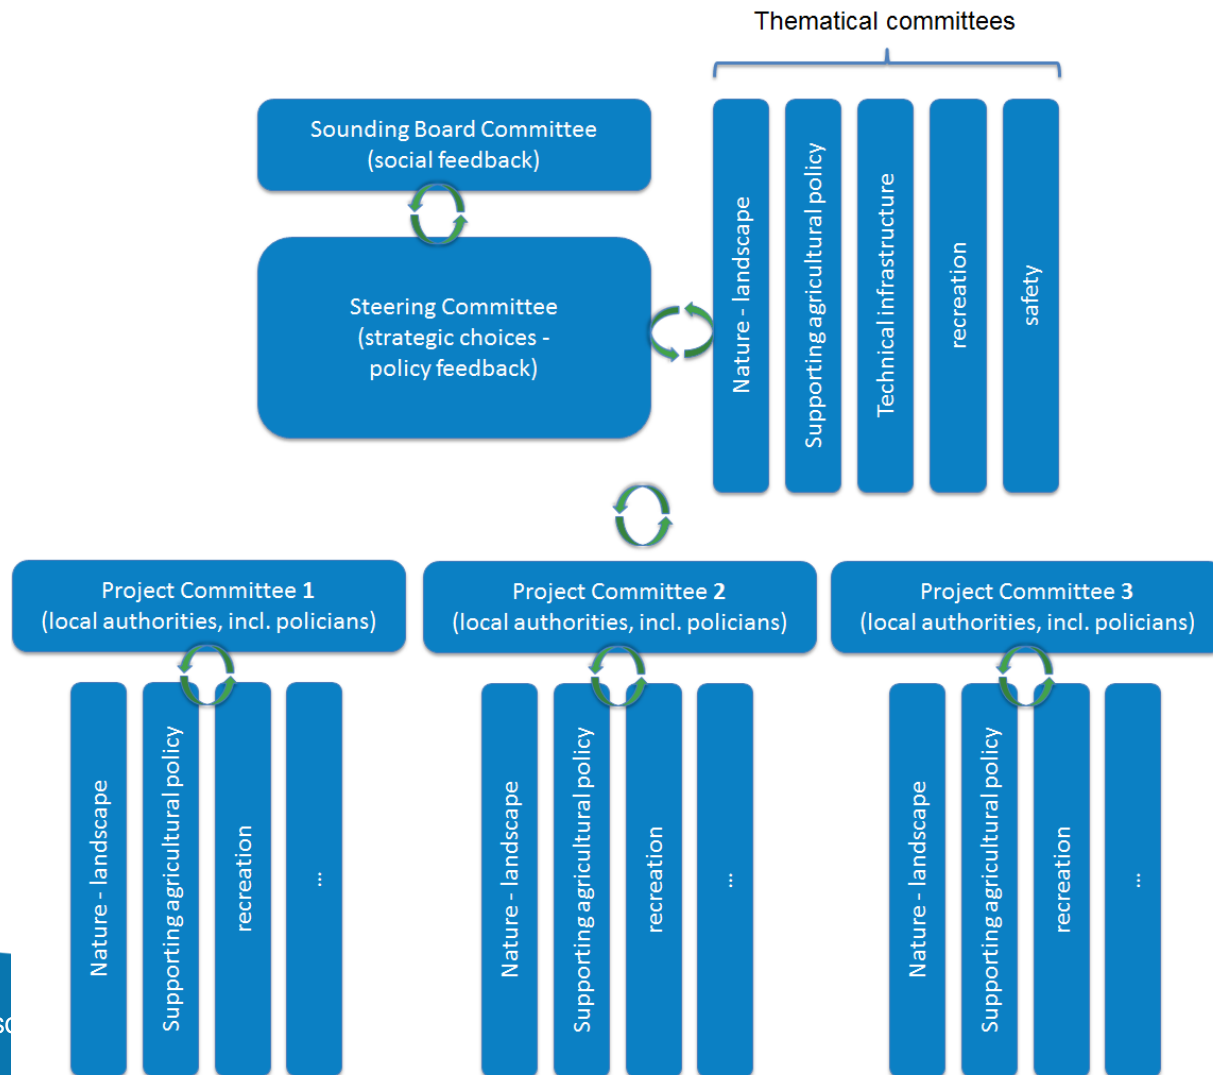 Thematical committees
Sounding Board Committee
(social feedback)
Steering Committee
(strategic choices -
policy feedback)
Nature - landscape
Supporting agricultural policy
Technical infrastructure
recreation
safety
Project Committee 1
(local authorities, incl. policians)
Project Committee 2
(local authorities, incl. policians)
Project Committee 3
(local authorities, incl. policians)
Nature - landscape
Supporting agricultural policy
recreation
...
Nature - landscape
Supporting agricultural policy
recreation
...
Nature - landscape
Supporting agricultural policy
recreation
...